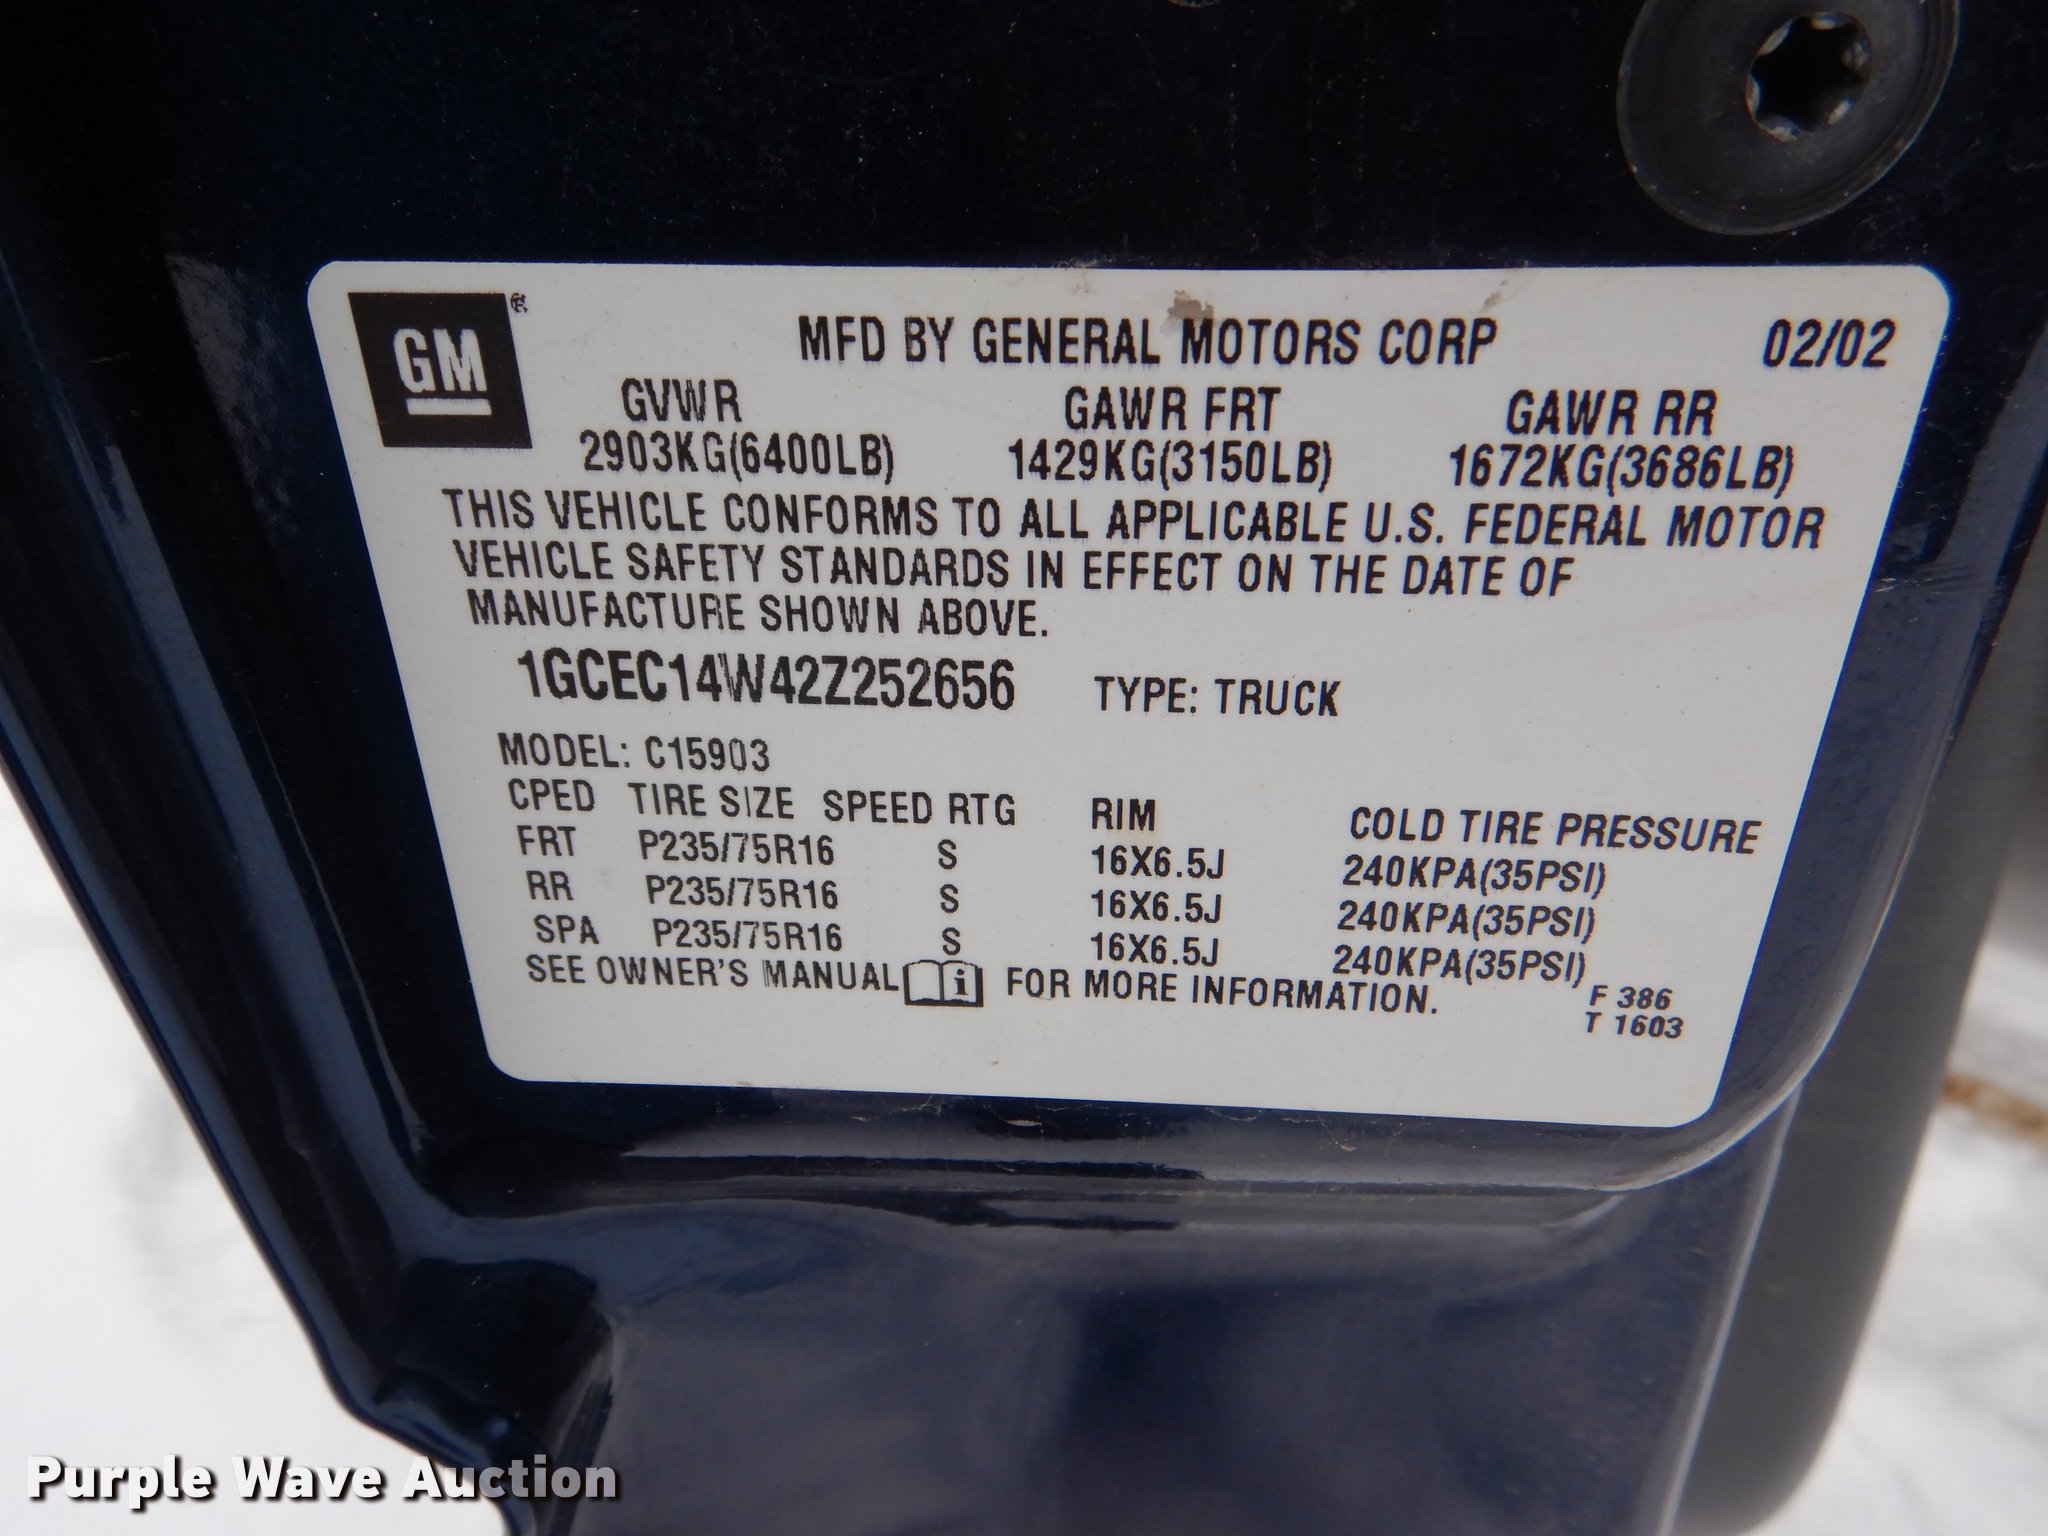 GM®
MFD BY GENERAL MOTORS CORP 02/02
GVWR GAWR FRT GAWR RR
2903KG(6400LB) 1429KG(3150LB) 1672KG(3686LB)
THIS VEHICLE CONFORMS TO ALL APPLICABLE U.S. FEDERAL MOTOR
VEHICLE SAFETY STANDARDS IN EFFECT ON THE DATE OF
MANUFACTURE SHOWN ABOVE.
1GCEC14W42Z252656 TYPE: TRUCK
MODEL: C15903
CPED TIRE SIZE SPEED RTG RIM COLD TIRE PRESSURE
FRT P235/75R16 S 16X6.5J 240KPA(35PSI)
RR P235/75R16 S 16X6.5J 240KPA(35PSI)
SPA P235/75R16 S 16X6.5J 240KPA(35PSI)
SEE OWNER'S MANUAL i FOR MORE INFORMATION.
F 386
T 1603
Purple Wave Auction